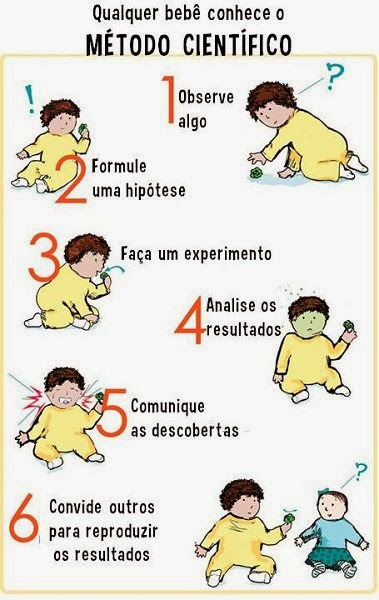 Qualquer bebê conhece o
MÉTODO CIENTÍFICO
1 Observe
algo
?
!
2 Formule
uma hipótese
3 Faça um experimento
4 Analise os
resultados
5 Comunique
as descobertas
6 Convide outros
para reproduzir
os resultados
?